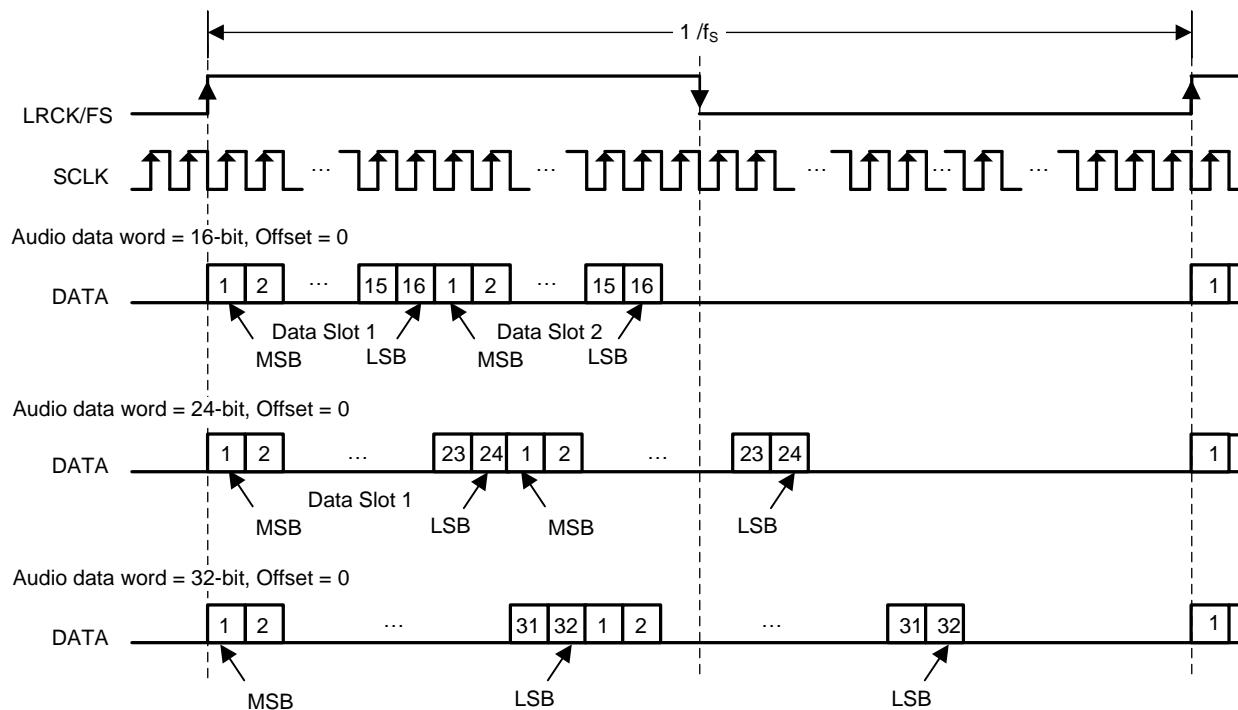 1 /fS
LRCK/FS
SCLK
... ... ... ... ...
Audio data word = 16-bit, Offset = 0
DATA 1 2 ... 15 16 1 2 ... 15 16 1
Data Slot 1 Data Slot 2
MSB LSB MSB LSB
Audio data word = 24-bit, Offset = 0
DATA 1 2 ... 23 24 1 2 ... 23 24 1
Data Slot 1
MSB LSB MSB LSB
Audio data word = 32-bit, Offset = 0
DATA 1 2 ... 31 32 1 2 ... 31 32 1
MSB LSB LSB